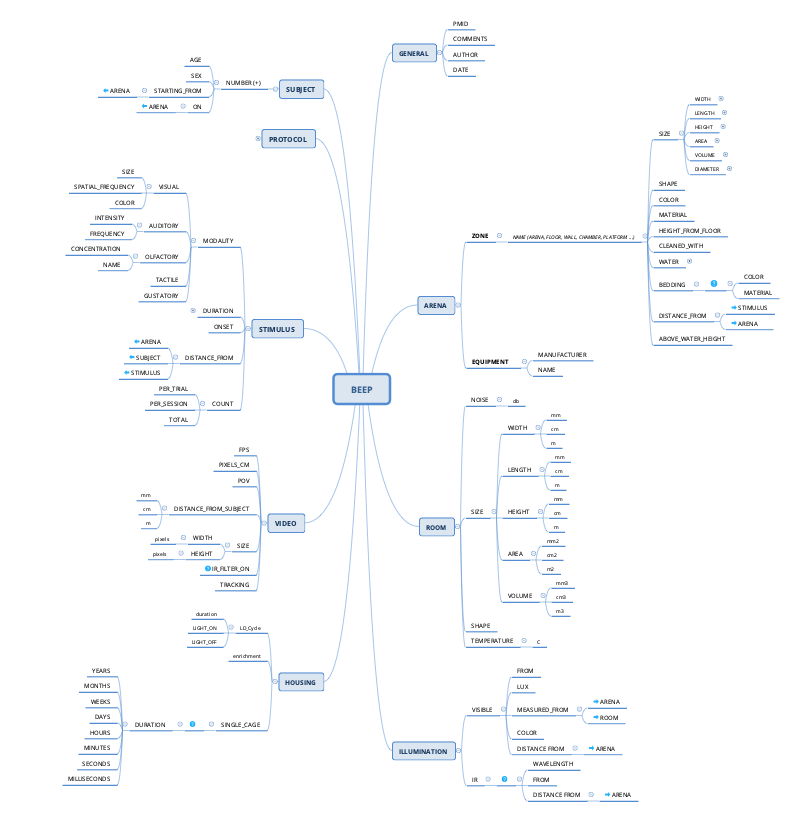 BEEP
GENERAL
PMID
COMMENTS
AUTHOR
DATE
SUBJECT
NUMBER (+)
AGE
SEX
STARTING_FROM
ARENA
ON
ARENA
PROTOCOL
STIMULUS
MODALITY
VISUAL
SIZE
SPATIAL_FREQUENCY
COLOR
AUDITORY
INTENSITY
FREQUENCY
OLFACTORY
CONCENTRATION
NAME
TACTILE
GUSTATORY
DURATION
ONSET
DISTANCE_FROM
ARENA
SUBJECT
STIMULUS
COUNT
PER_TRIAL
PER_SESSION
TOTAL
VIDEO
FPS
PIXELS_CM
POV
DISTANCE_FROM_SUBJECT
mm
cm
m
SIZE
WIDTH
pixels
HEIGHT
pixels
IR_FILTER_ON
TRACKING
HOUSING
LD_Cycle
duration
LIGHT_ON
LIGHT_OFF
enrichment
SINGLE_CAGE
DURATION
YEARS
MONTHS
WEEKS
DAYS
HOURS
MINUTES
SECONDS
MILLISECONDS
ARENA
ZONE
NAME (ARENA, FLOOR, WALL, CHAMBER, PLATFORM ...)
SIZE
WIDTH
LENGTH
HEIGHT
AREA
VOLUME
DIAMETER
SHAPE
COLOR
MATERIAL
HEIGHT_FROM_FLOOR
CLEANED_WITH
WATER
BEDDING
COLOR
MATERIAL
DISTANCE_FROM
STIMULUS
ARENA
ABOVE_WATER_HEIGHT
EQUIPMENT
MANUFACTURER
NAME
ROOM
NOISE
db
SIZE
WIDTH
mm
cm
m
LENGTH
mm
cm
m
HEIGHT
mm
cm
m
AREA
mm2
cm2
m2
VOLUME
mm3
cm3
m3
SHAPE
TEMPERATURE
C
ILLUMINATION
VISIBLE
FROM
LUX
MEASURED_FROM
ARENA
ROOM
COLOR
DISTANCE FROM
ARENA
IR
WAVELENGTH
FROM
DISTANCE FROM
ARENA